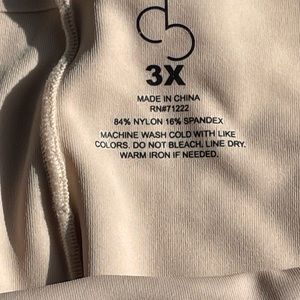 3X
MADE IN CHINA
RN#71222
84% NYLON 16% SPANDEX
MACHINE WASH COLD WITH LIKE
COLORS. DO NOT BLEACH, LINE DRY.
WARM IRON IF NEEDED.